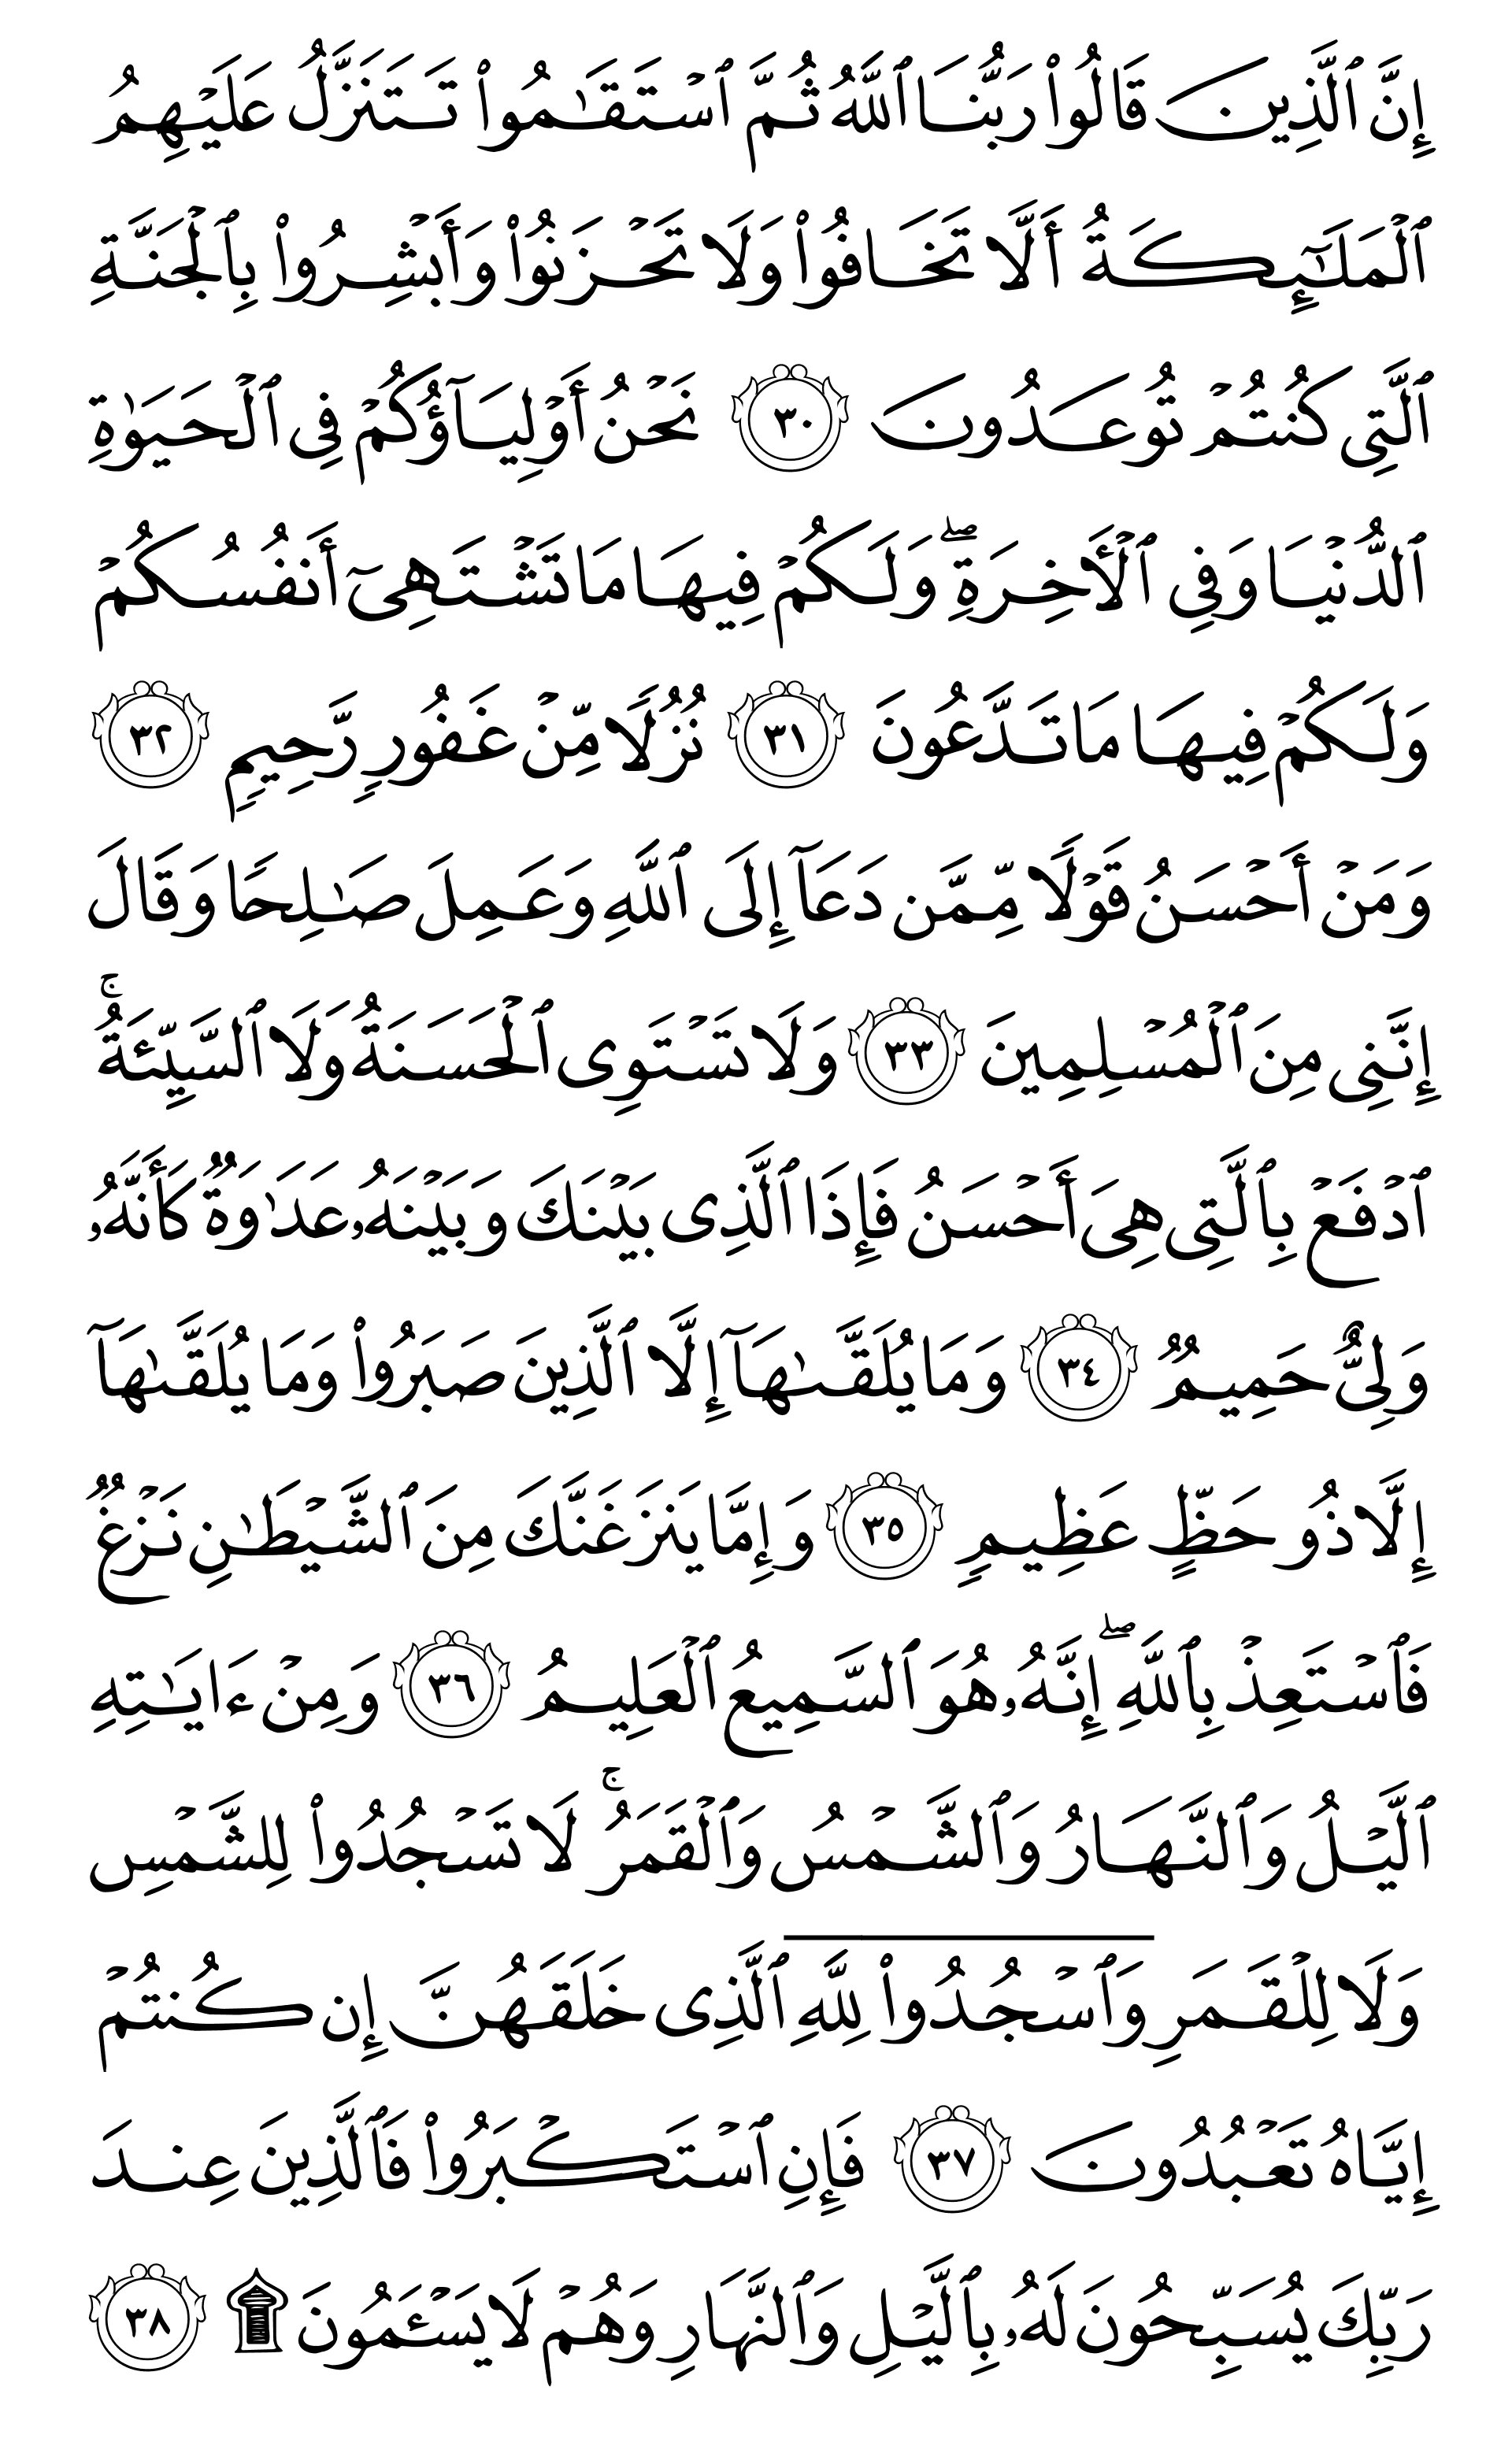 إِنَّ ٱلَّذِينَ قَالُوا۟ رَبُّنَا ٱللَّهُ ثُمَّ ٱسْتَقَٰمُوا۟ تَتَنَزَّلُ عَلَيْهِمُ
ٱلْمَلَٰٓئِكَةُ أَلَّا تَخَافُوا۟ وَلَا تَحْزَنُوا۟ وَأَبْشِرُوا۟ بِٱلْجَنَّةِ
ٱلَّتِى كُنتُمْ تُوعَدُونَ ٣٠ نَحْنُ أَوْلِيَآؤُكُمْ فِى ٱلْحَيَوٰةِ
ٱلدُّنْيَا وَفِى ٱلْأَخِرَةِ ۖ وَلَكُمْ فِيهَا مَا تَشْتَهِىٓ أَنفُسُكُمْ
وَلَكُمْ فِيهَا مَا تَدَّعُونَ ٣١ نُزُلًا مِّنْ غَفُورٍ رَّحِيمٍ ٣٢
وَمَنْ أَحْسَنُ قَوْلًا مِّمَّن دَعَآ إِلَى ٱللَّهِ وَعَمِلَ صَٰلِحًا وَقَالَ
إِنَّنِى مِنَ ٱلْمُسْلِمِينَ ٣٣ وَلَا تَسْتَوِى ٱلْحَسَنَةُ وَلَا ٱلسَّيِّئَةُ ۚ
ٱدْفَعْ بِٱلَّتِى هِىَ أَحْسَنُ فَإِذَا ٱلَّذِى بَيْنَكَ وَبَيْنَهُۥ عَدَٰوَةٌ كَأَنَّهُۥ
وَلِىٌّ حَمِيمٌ ٣٤ وَمَا يُلَقَّىٰهَآ إِلَّا ٱلَّذِينَ صَبَرُوا۟ وَمَا يُلَقَّىٰهَآ
إِلَّا ذُو حَظٍّ عَظِيمٍ ٣٥ وَإِمَّا يَنزَغَنَّكَ مِنَ ٱلشَّيْطَٰنِ نَزْغٌ
فَٱسْتَعِذْ بِٱللَّهِ ۖ إِنَّهُۥ هُوَ ٱلسَّمِيعُ ٱلْعَلِيمُ ٣٦ وَمِنْ ءَايَٰتِهِ
ٱلَّيْلُ وَٱلنَّهَارُ وَٱلشَّمْسُ وَٱلْقَمَرُ ۚ لَا تَسْجُدُوا۟ لِلشَّمْسِ
وَلَا لِلْقَمَرِ وَٱسْجُدُوا۟ لِلَّهِ ٱلَّذِى خَلَقَهُنَّ إِن كُنتُمْ
إِيَّاهُ تَعْبُدُونَ ٣٧ فَإِنِ ٱسْتَكْبَرُوا۟ فَٱلَّذِينَ عِندَ
رَبِّكَ يُسَبِّحُونَ لَهُۥ بِٱلَّيْلِ وَٱلنَّهَارِ وَهُمْ لَا يَسْـَٔمُونَ ۩ ٣٨